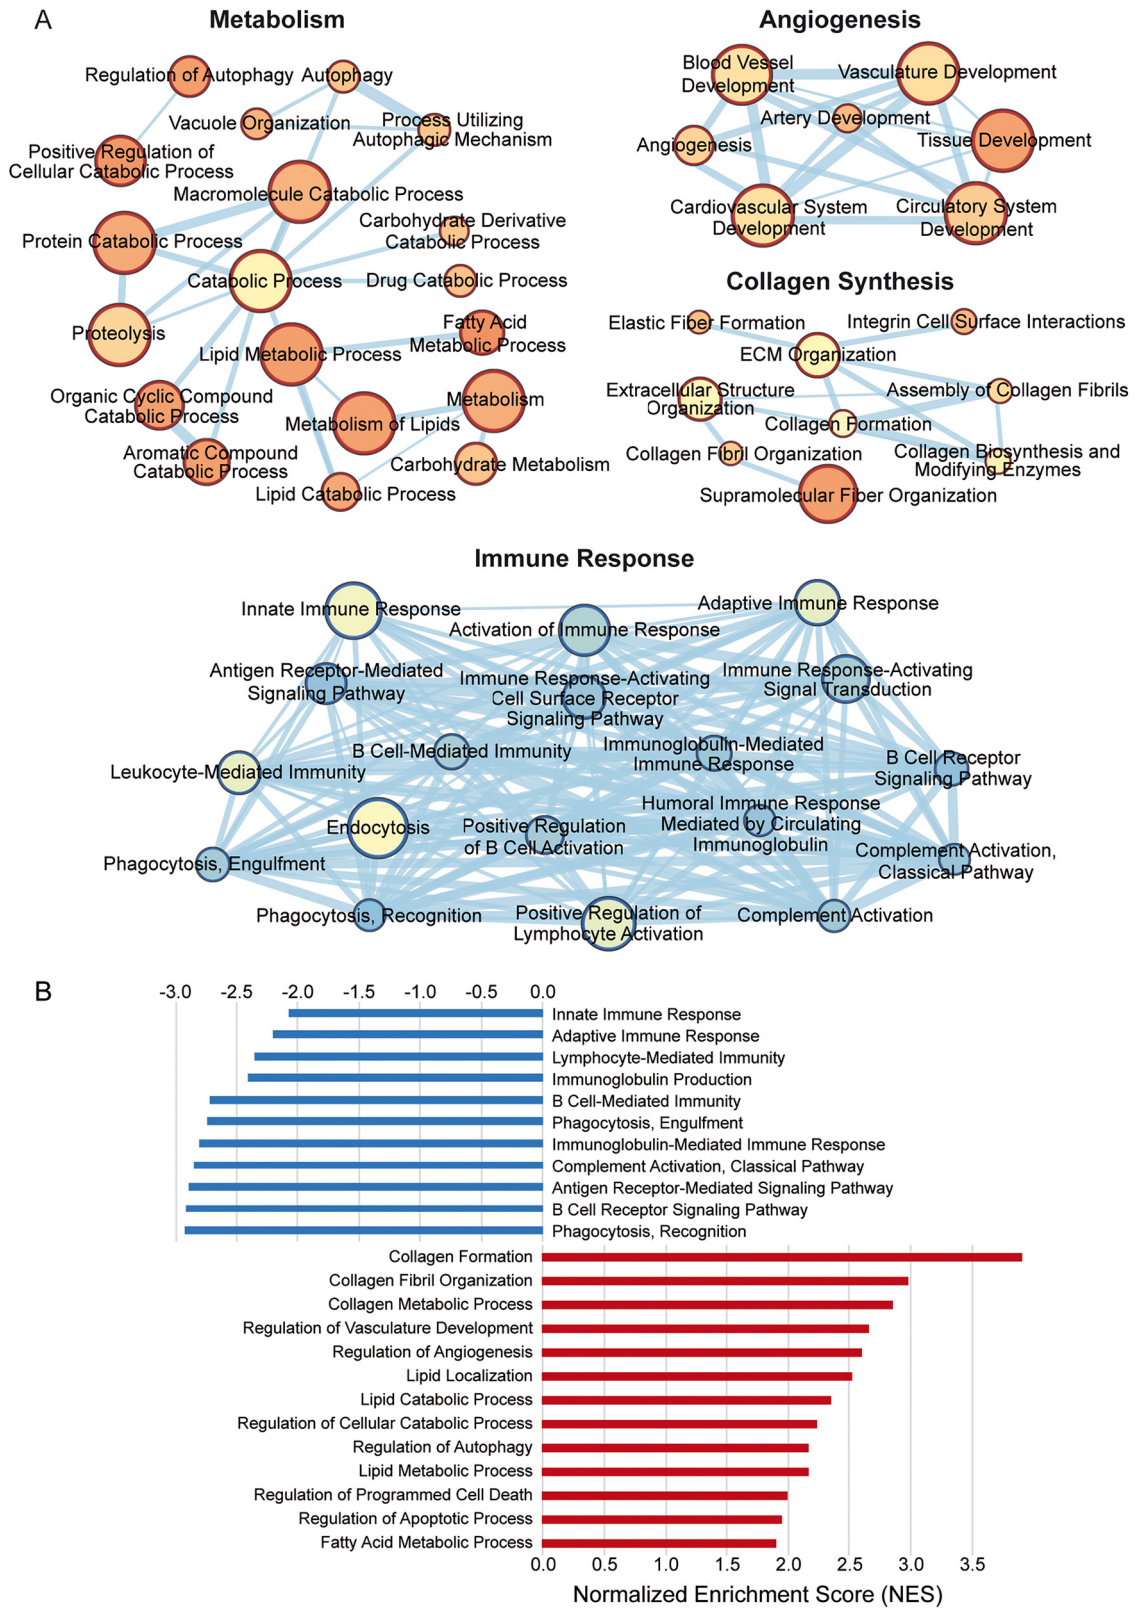 A
Metabolism
Regulation of Autophagy
Autophagy
Vacuole Organization
Process Utilizing
Autophagic Mechanism
Positive Regulation of
Cellular Catabolic Process
Macromolecule Catabolic Process
Protein Catabolic Process
Carbohydrate Derivative
Catabolic Process
Catabolic Process
Drug Catabolic Process
Proteolysis
Fatty Acid
Metabolic Process
Lipid Metabolic Process
Organic Cyclic Compound
Catabolic Process
Metabolism
Metabolism of Lipids
Aromatic Compound
Catabolic Process
Carbohydrate Metabolism
Lipid Catabolic Process
Angiogenesis
Blood Vessel
Development
Vasculature Development
Artery Development
Tissue Development
Angiogenesis
Cardiovascular System
Development
Circulatory System
Development
Collagen Synthesis
Elastic Fiber Formation
Integrin Cell Surface Interactions
ECM Organization
Extracellular Structure
Organization
Assembly of Collagen Fibrils
Collagen Formation
Collagen Fibril Organization
Collagen Biosynthesis and
Modifying Enzymes
Supramolecular Fiber Organization
Immune Response
Innate Immune Response
Adaptive Immune Response
Activation of Immune Response
Antigen Receptor-Mediated
Signaling Pathway
Immune Response-Activating
Cell Surface Receptor
Signaling Pathway
Immune Response-Activating
Signal Transduction
B Cell-Mediated Immunity
Immunoglobulin-Mediated
Immune Response
B Cell Receptor
Signaling Pathway
Leukocyte-Mediated Immunity
Endocytosis
Positive Regulation
of B Cell Activation
Humoral Immune Response
Mediated by Circulating
Immunoglobulin
Complement Activation,
Classical Pathway
Phagocytosis, Engulfment
Phagocytosis, Recognition
Positive Regulation of
Lymphocyte Activation
Complement Activation
B
-3.0 -2.5 -2.0 -1.5 -1.0 -0.5 0.0
Innate Immune Response
Adaptive Immune Response
Lymphocyte-Mediated Immunity
Immunoglobulin Production
B Cell-Mediated Immunity
Phagocytosis, Engulfment
Immunoglobulin-Mediated Immune Response
Complement Activation, Classical Pathway
Antigen Receptor-Mediated Signaling Pathway
B Cell Receptor Signaling Pathway
Phagocytosis, Recognition
Collagen Formation
Collagen Fibril Organization
Collagen Metabolic Process
Regulation of Vasculature Development
Regulation of Angiogenesis
Lipid Localization
Lipid Catabolic Process
Regulation of Cellular Catabolic Process
Regulation of Autophagy
Lipid Metabolic Process
Regulation of Programmed Cell Death
Regulation of Apoptotic Process
Fatty Acid Metabolic Process
0.0 0.5 1.0 1.5 2.0 2.5 3.0 3.5
Normalized Enrichment Score (NES)